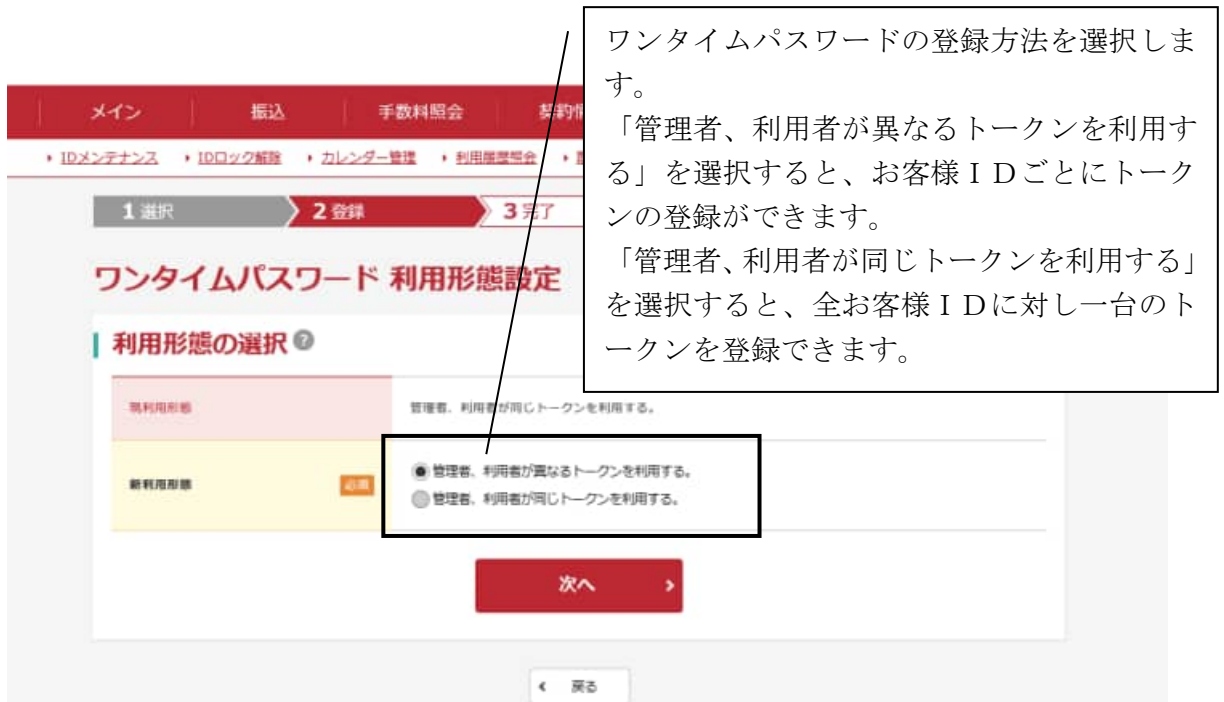 ワンタイムパスワードの登録方法を選択しま
す。
「管理者、利用者が異なるトークンを利用す
る」を選択すると、お客様ＩＤごとにトーク
ンの登録ができます。
「管理者、利用者が同じトークンを利用する」
を選択すると、全お客様ＩＤに対し一台のト
ークンを登録できます。
メイン 振込 手数料照会 契約情
IDメンテナンス IDロック解除 カレンダー管理 利用履歴照会
1 選択 2 登録 3 完了
ワンタイムパスワード 利用形態設定
利用形態の選択 ?
現利用形態 管理者、利用者が同じトークンを利用する。
新利用形態 必須
管理者、利用者が異なるトークンを利用する。
管理者、利用者が同じトークンを利用する。
次へ
戻る